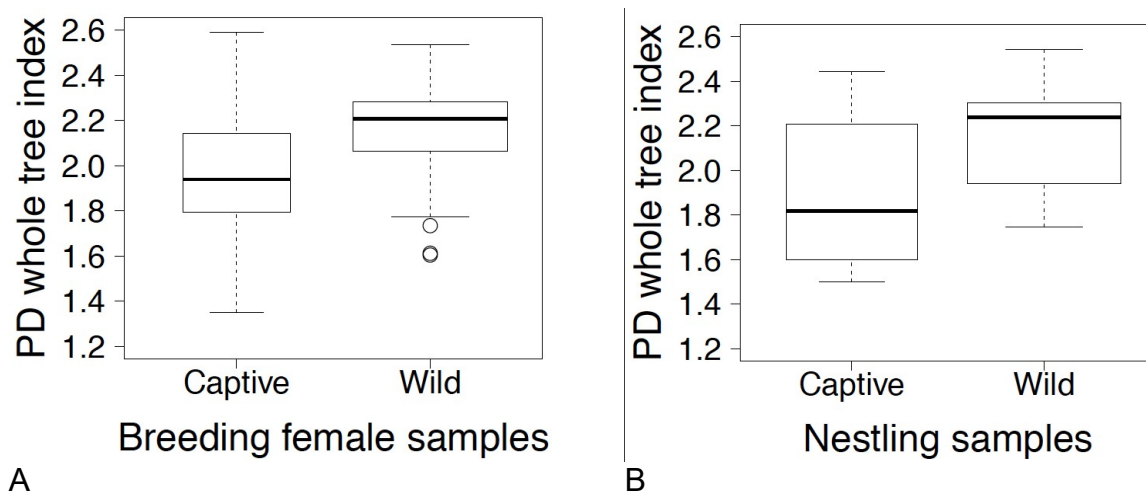 PD whole tree index
2.6
2.4
2.2
2.0
1.8
1.6
1.4
1.2
Captive Wild
Breeding female samples
A
PD whole tree index
2.6
2.4
2.2
2.0
1.8
1.6
1.4
1.2
Captive Wild
Nestling samples
B